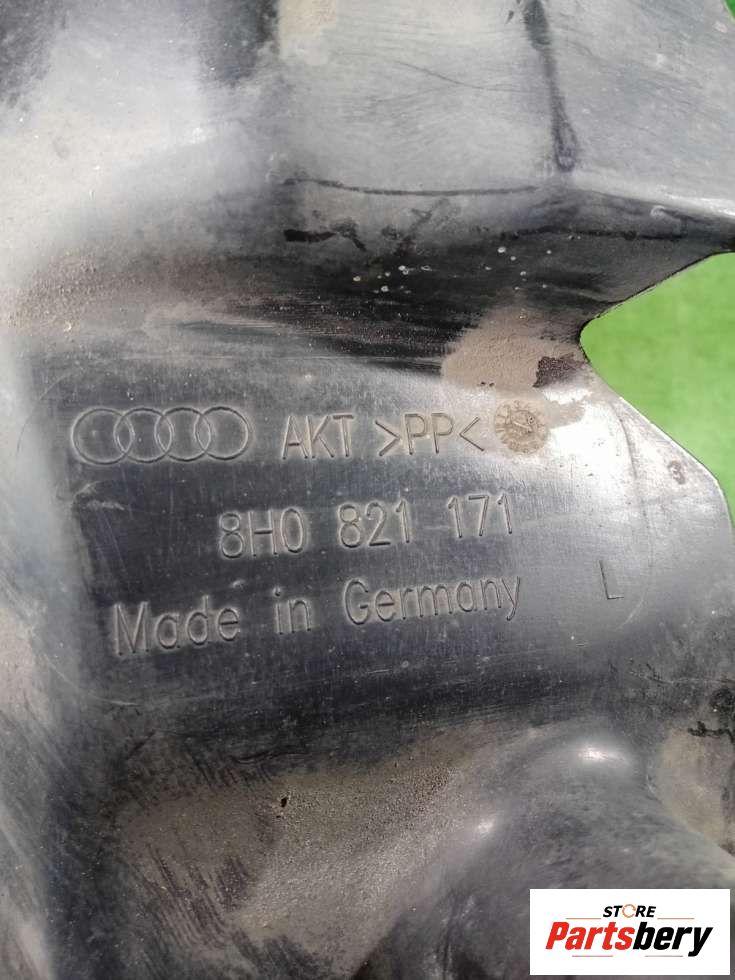 AKT >PP<
8H0 821 171
Made in Germany L
STORE
Partsbery